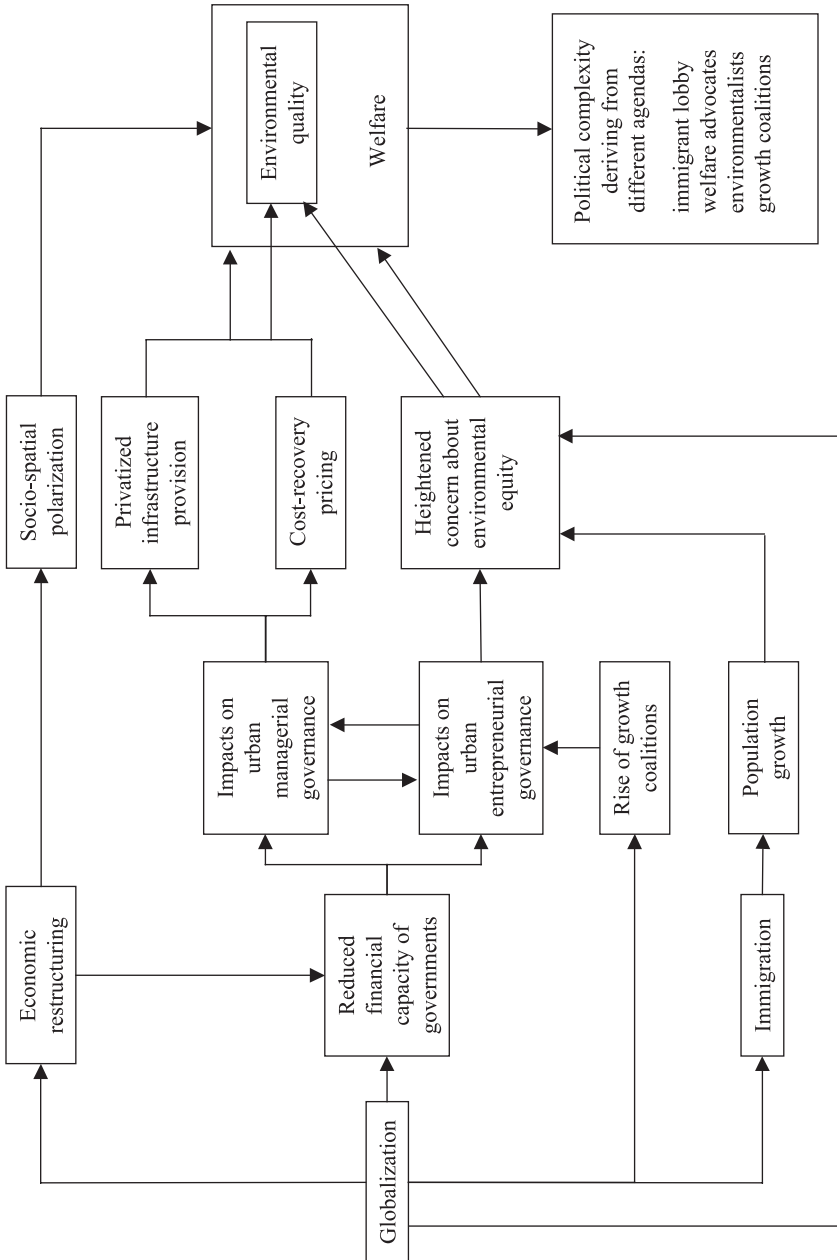 Globalization
Economic
restructuring
Reduced
financial
capacity of
governments
Immigration
Impacts on
urban
managerial
governance
Impacts on
urban
entrepreneurial
governance
Rise of growth
coalitions
Population
growth
Socio-spatial
polarization
Privatized
infrastructure
provision
Cost-recovery
pricing
Heightened
concern about
environmental
equity
Environmental
quality
Welfare
Political complexity
deriving from
different agendas:
immigrant lobby
welfare advocates
environmentalists
growth coalitions